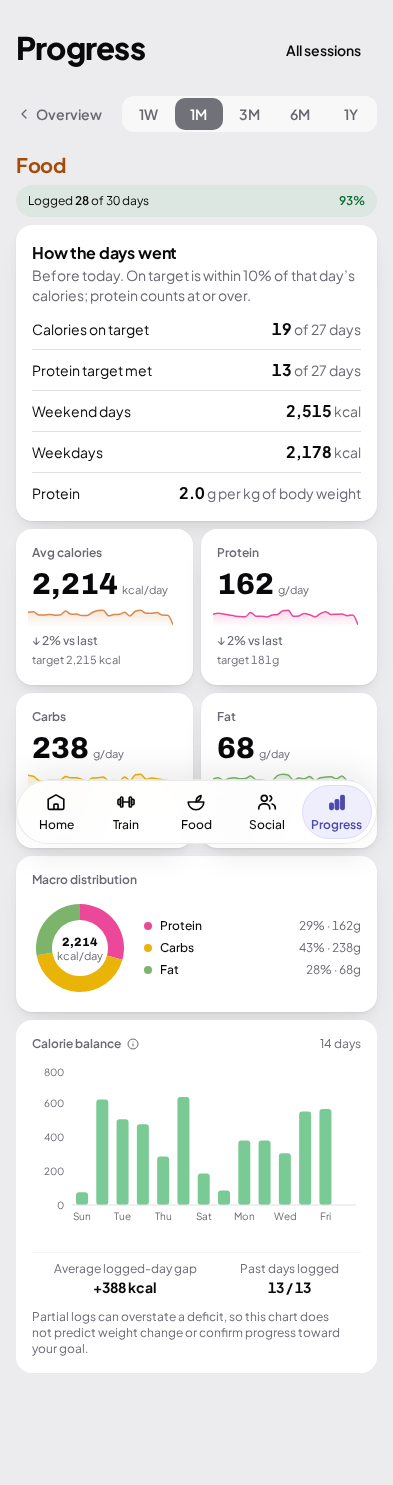 Progress
All sessions
Overview
1W
1M
3M
6M
1Y
Food
Logged 28 of 30 days
93%
How the days went
Before today. On target is within 10% of that day's
calories; protein counts at or over.
Calories on target
19 of 27 days
Protein target met
13 of 27 days
Weekend days
2,515 kcal
Weekdays
2,178 kcal
Protein
2.0 g per kg of body weight
Avg calories
2,214 kcal/day
↓ 2% vs last
target 2,215 kcal
Protein
162 g/day
↓ 2% vs last
target 181g
Carbs
238 g/day
Fat
68 g/day
Home
Train
Food
Social
Progress
Macro distribution
2,214
kcal/day
Protein
29% · 162g
Carbs
43% · 238g
Fat
28% · 68g
Calorie balance
14 days
800
600
400
200
0
Sun
Tue
Thu
Sat
Mon
Wed
Fri
Average logged-day gap
+388 kcal
Past days logged
13 / 13
Partial logs can overstate a deficit, so this chart does
not predict weight change or confirm progress toward
your goal.